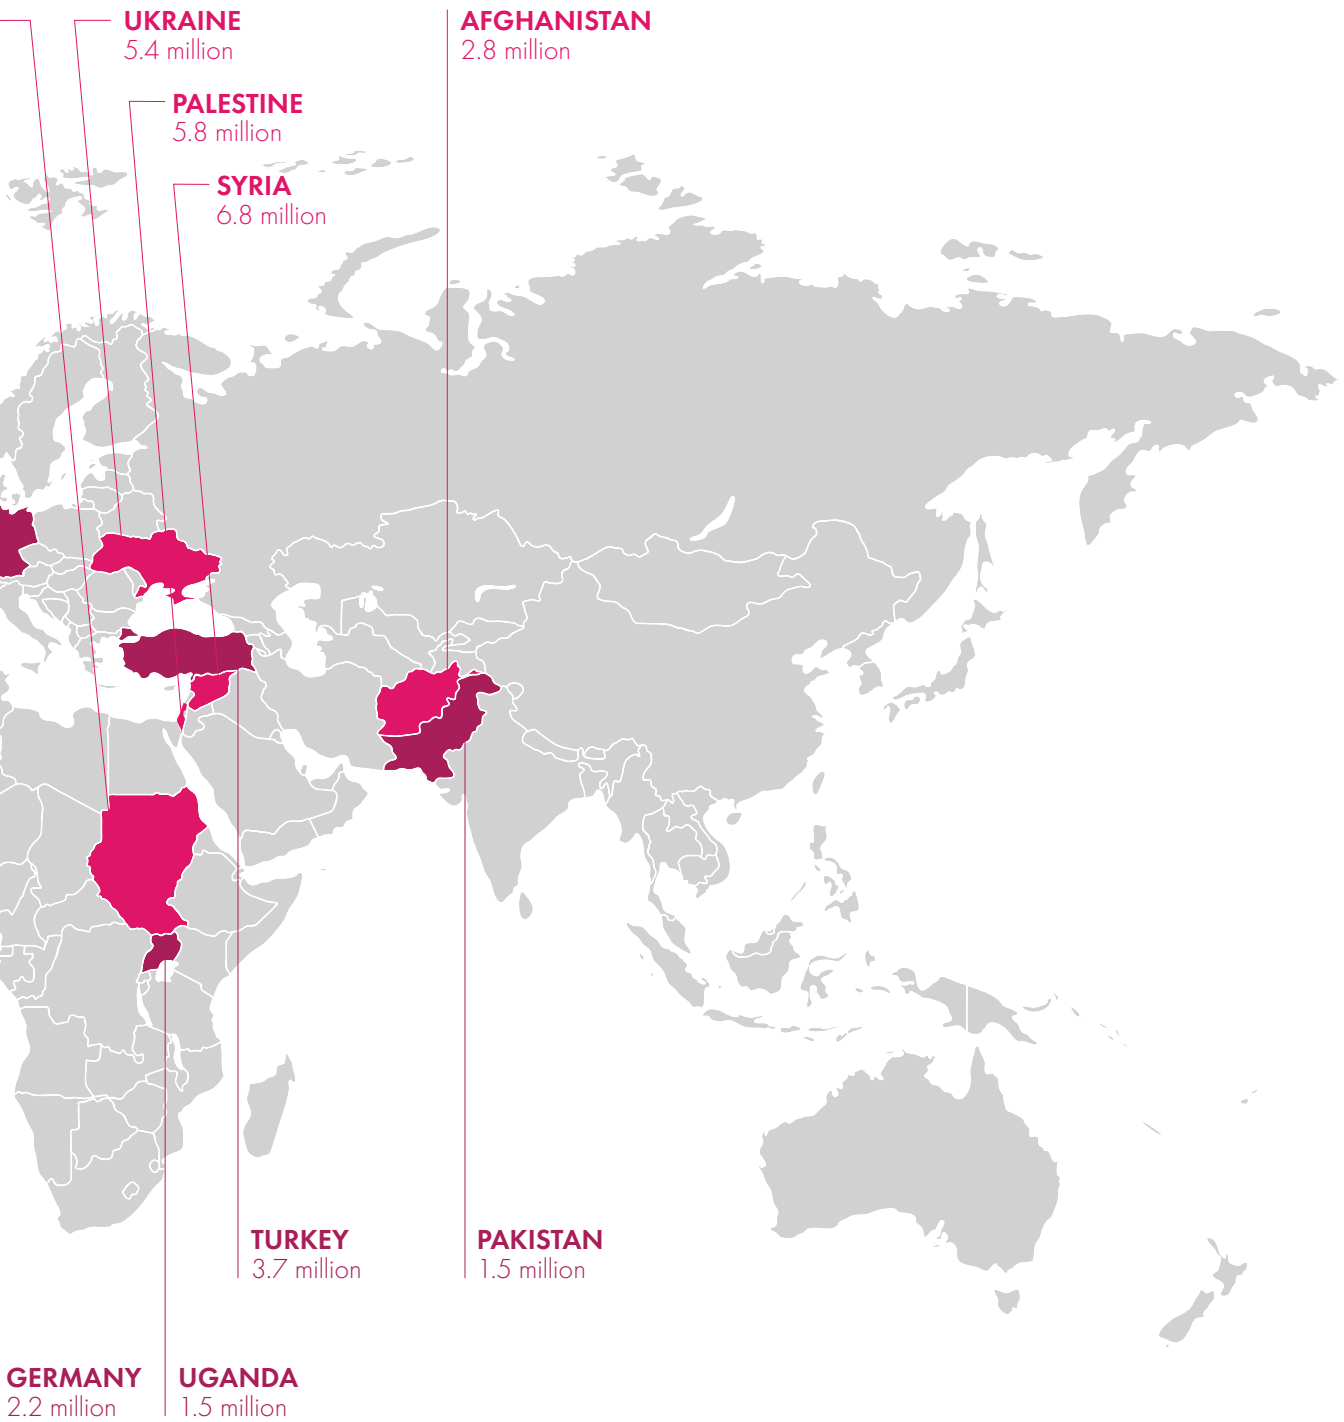 UKRAINE
5.4 million
AFGHANISTAN
2.8 million
PALESTINE
5.8 million
SYRIA
6.8 million
TURKEY
3.7 million
PAKISTAN
1.5 million
GERMANY
2.2 million
UGANDA
1.5 million